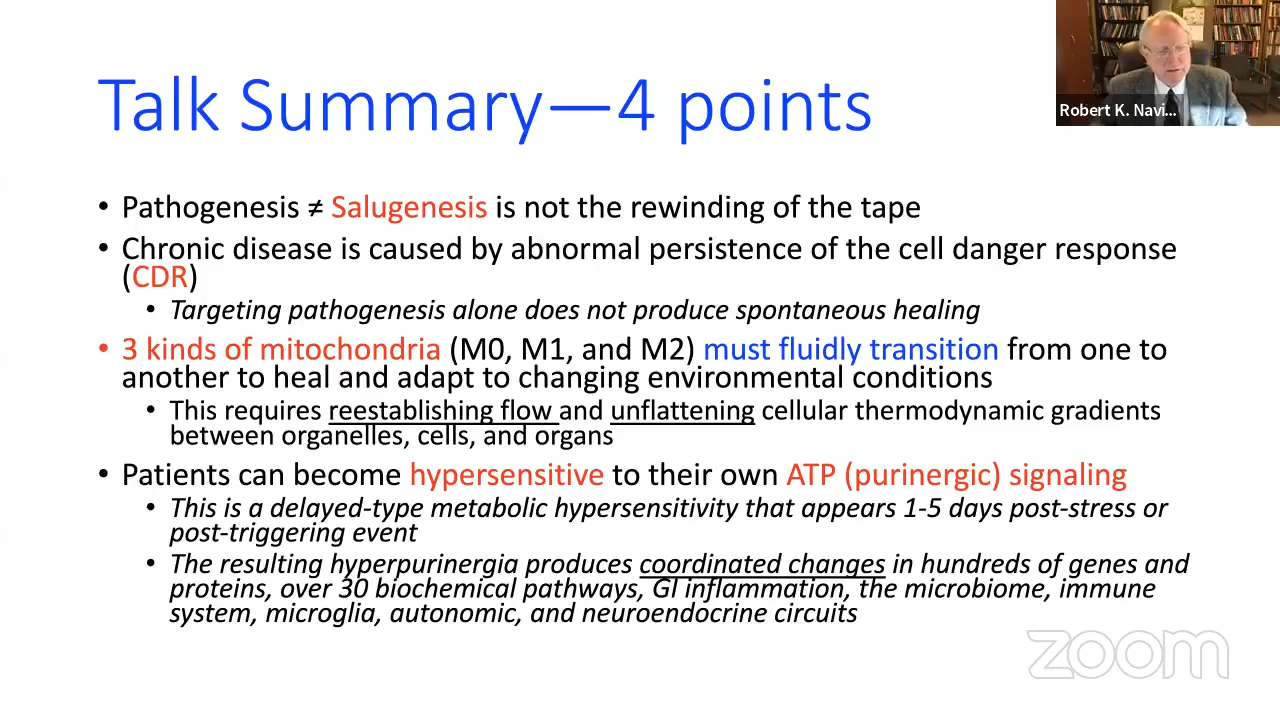 Talk Summary—4 points
Robert K. Navi...
• Pathogenesis ≠ Salugenesis is not the rewinding of the tape
• Chronic disease is caused by abnormal persistence of the cell danger response
(CDR)
• Targeting pathogenesis alone does not produce spontaneous healing
• 3 kinds of mitochondria (M0, M1, and M2) must fluidly transition from one to
another to heal and adapt to changing environmental conditions
• This requires reestablishing flow and unflattening cellular thermodynamic gradients
between organelles, cells, and organs
• Patients can become hypersensitive to their own ATP (purinergic) signaling
• This is a delayed-type metabolic hypersensitivity that appears 1-5 days post-stress or
post-triggering event
• The resulting hyperpurinergia produces coordinated changes in hundreds of genes and
proteins, over 30 biochemical pathways, GI inflammation, the microbiome, immune
system, microglia, autonomic, and neuroendocrine circuits
zoom